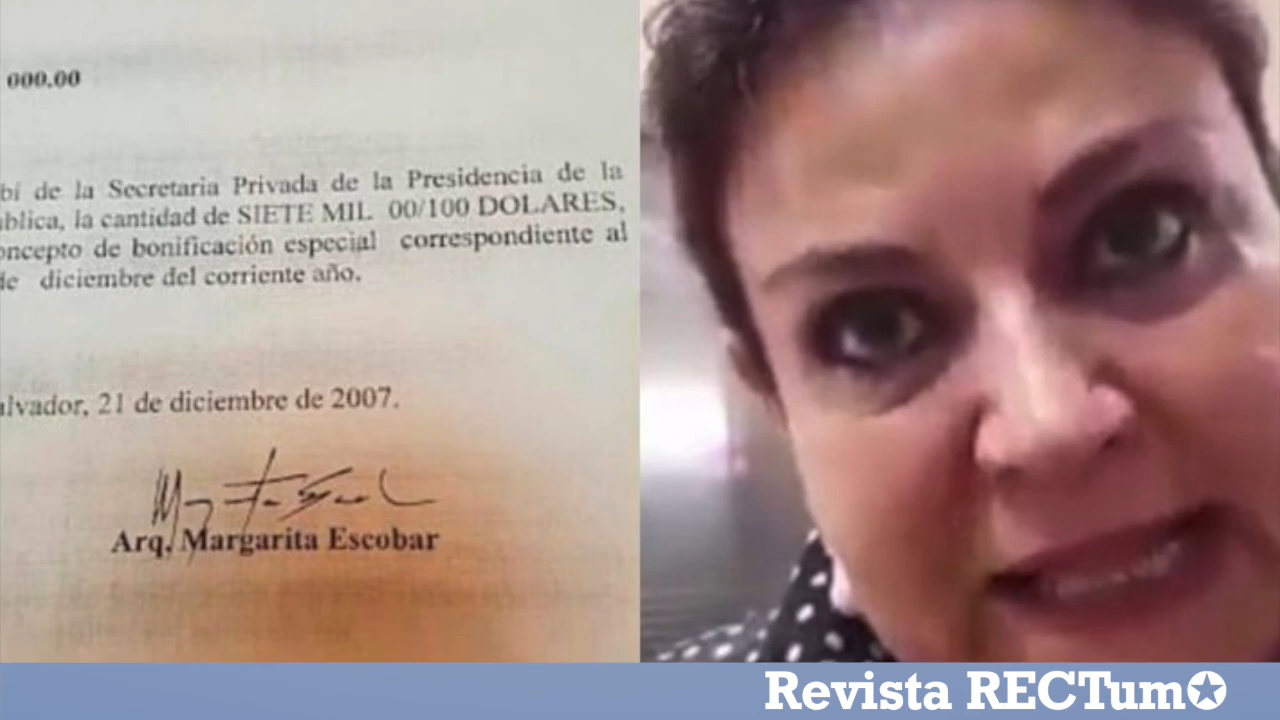 000.00
bí de la Secretaria Privada de la Presidencia de la
ública, la cantidad de SIETE MIL 00/100 DOLARES,
oncepto de bonificación especial correspondiente al
de diciembre del corriente año.
alvador, 21 de diciembre de 2007.
Arq. Margarita Escobar
Revista RECTumO